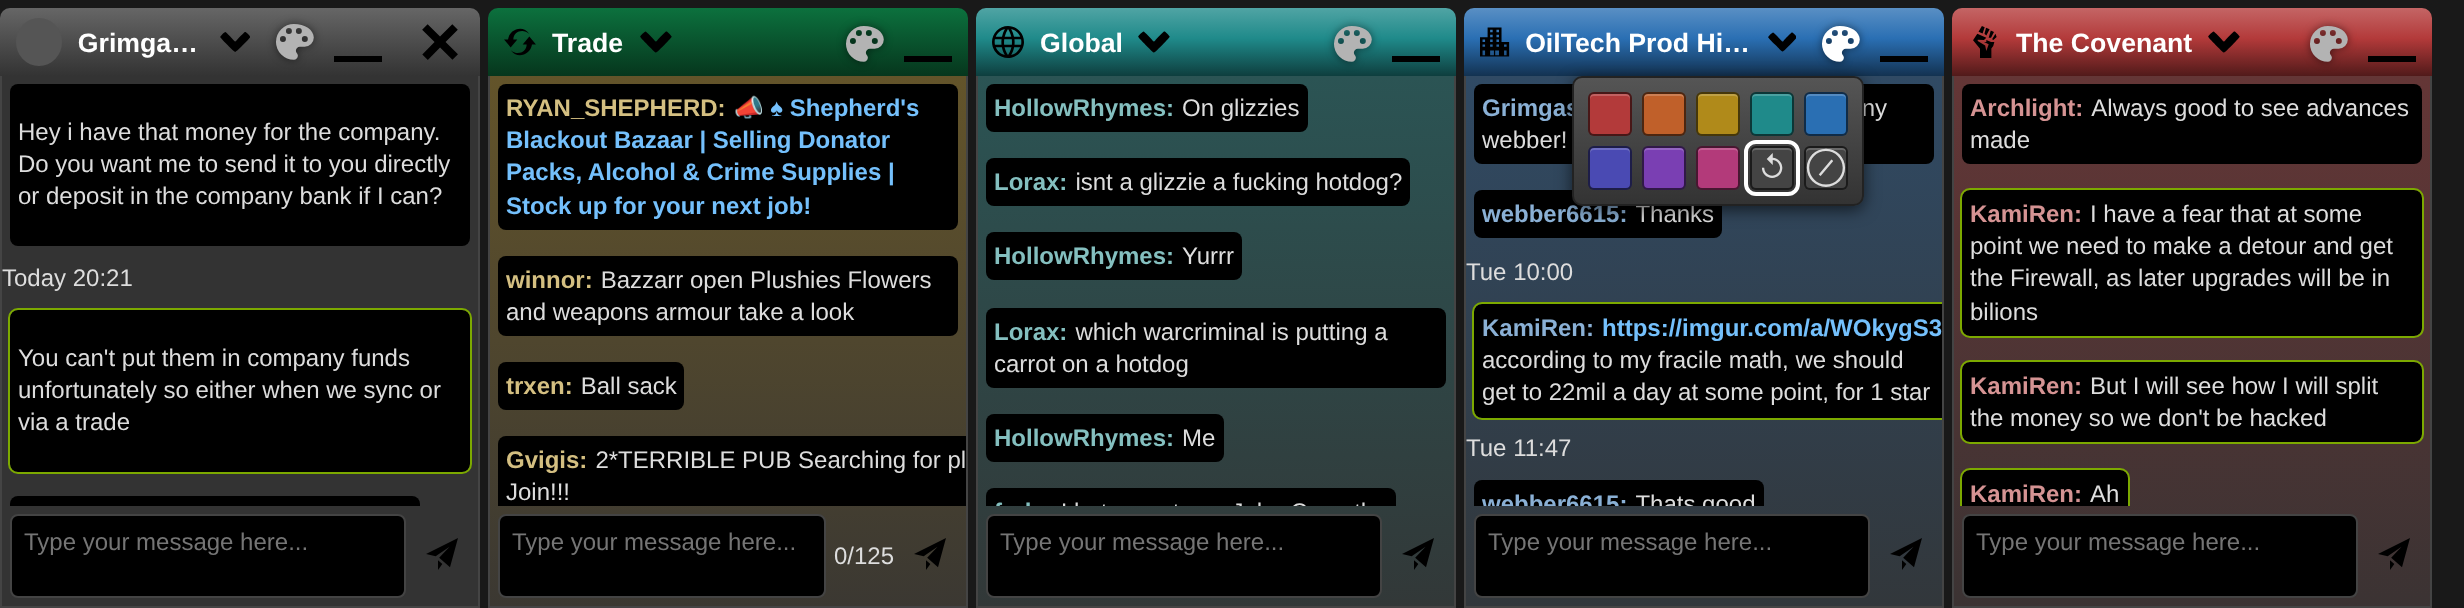 Grimga...
Hey i have that money for the company.
Do you want me to send it to you directly
or deposit in the company bank if I can?
Today 20:21
You can't put them in company funds
unfortunately so either when we sync or
via a trade
Type your message here...
Trade
RYAN_SHEPHERD: 📣 ♠ Shepherd's
Blackout Bazaar | Selling Donator
Packs, Alcohol & Crime Supplies |
Stock up for your next job!
winnor: Bazzarr open Plushies Flowers
and weapons armour take a look
trxen: Ball sack
Gvigis: 2*TERRIBLE PUB Searching for pl
Join!!!
Type your message here...
0/125
Global
HollowRhymes: On glizzies
Lorax: isnt a glizzie a fucking hotdog?
HollowRhymes: Yurrr
Lorax: which warcriminal is putting a
carrot on a hotdog
HollowRhymes: Me
Type your message here...
OilTech Prod Hi...
Grimgas
ny
webber!
webber6615: Thanks
Tue 10:00
KamiRen: https://imgur.com/a/WOkygS3
according to my fracile math, we should
get to 22mil a day at some point, for 1 star
Tue 11:47
webber6615: Thats good
Type your message here...
The Covenant
Archlight: Always good to see advances
made
KamiRen: I have a fear that at some
point we need to make a detour and get
the Firewall, as later upgrades will be in
bilions
KamiRen: But I will see how I will split
the money so we don't be hacked
KamiRen: Ah
Type your message here...